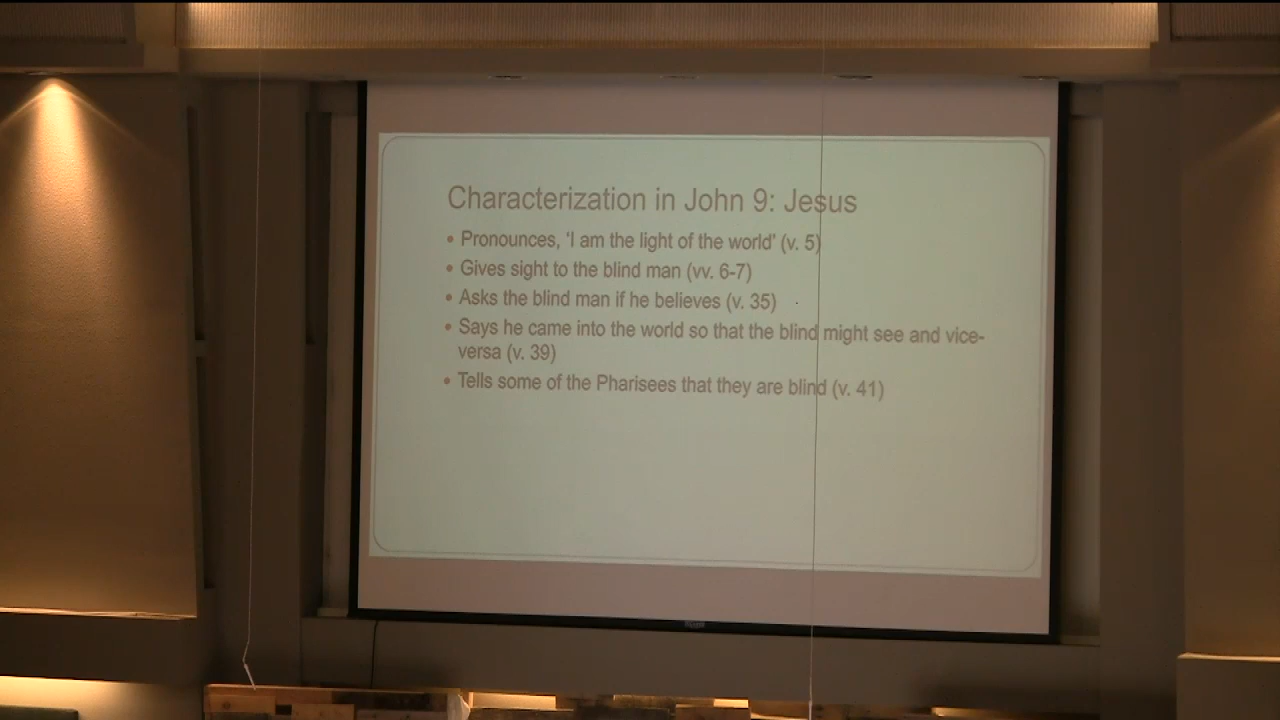 Characterization in John 9: Jesus
• Pronounces, 'I am the light of the world' (v. 5)
• Gives sight to the blind man (vv. 6-7)
• Asks the blind man if he believes (v. 35)
• Says he came into the world so that the blind might see and vice-
versa (v. 39)
• Tells some of the Pharisees that they are blind (v. 41)